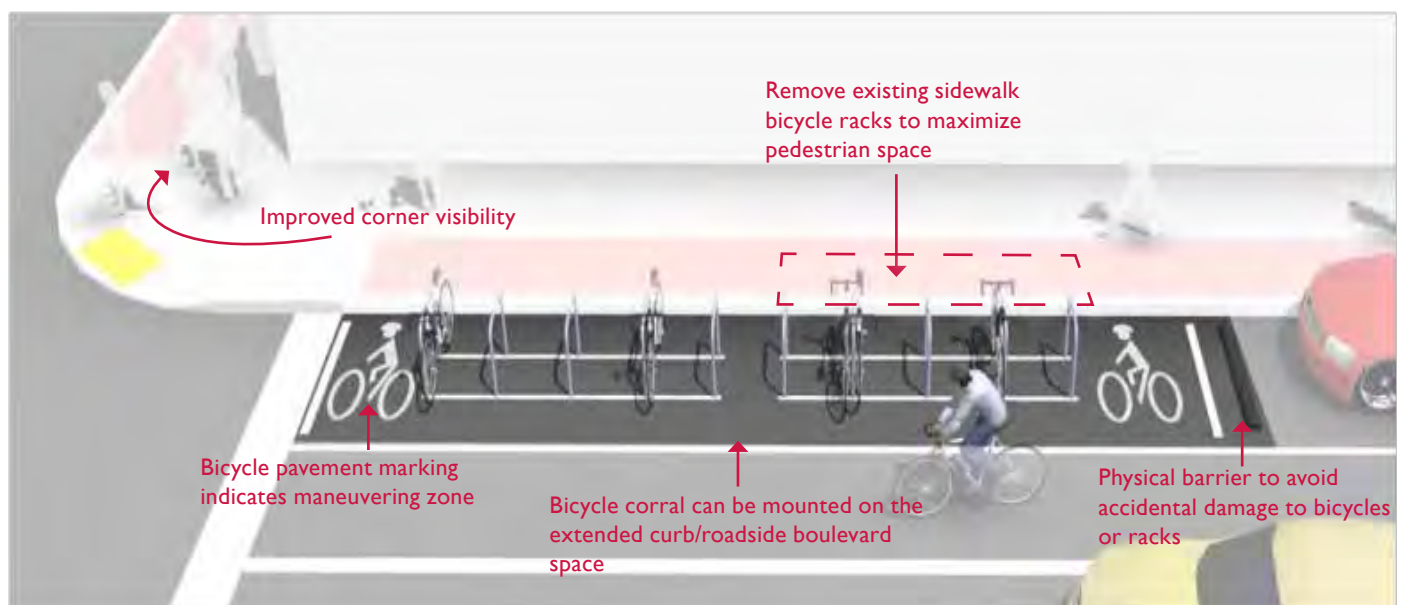 Remove existing sidewalk
bicycle racks to maximize
pedestrian space
Improved corner visibility
Bicycle pavement marking
indicates maneuvering zone
Bicycle corral can be mounted on the
extended curb/roadside boulevard
space
Physical barrier to avoid
accidental damage to bicycles
or racks